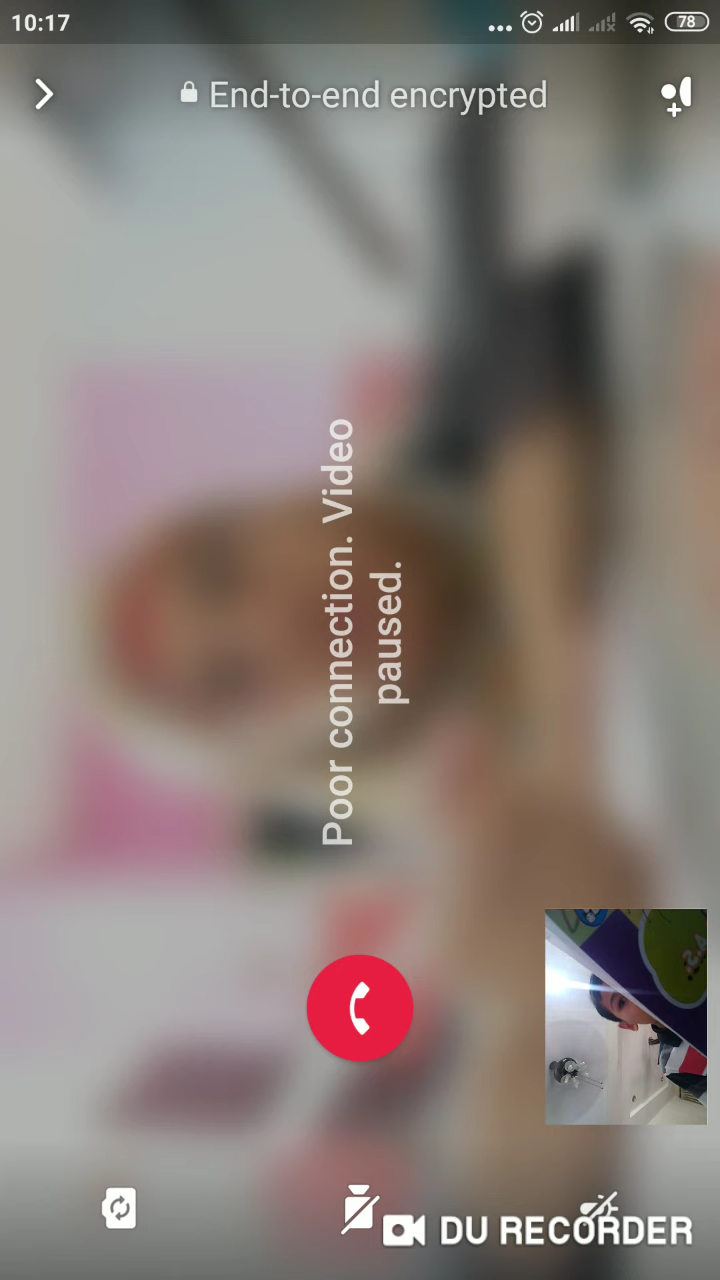 10:17
78
End-to-end encrypted
Poor connection. Video
paused.
DU RECORDER